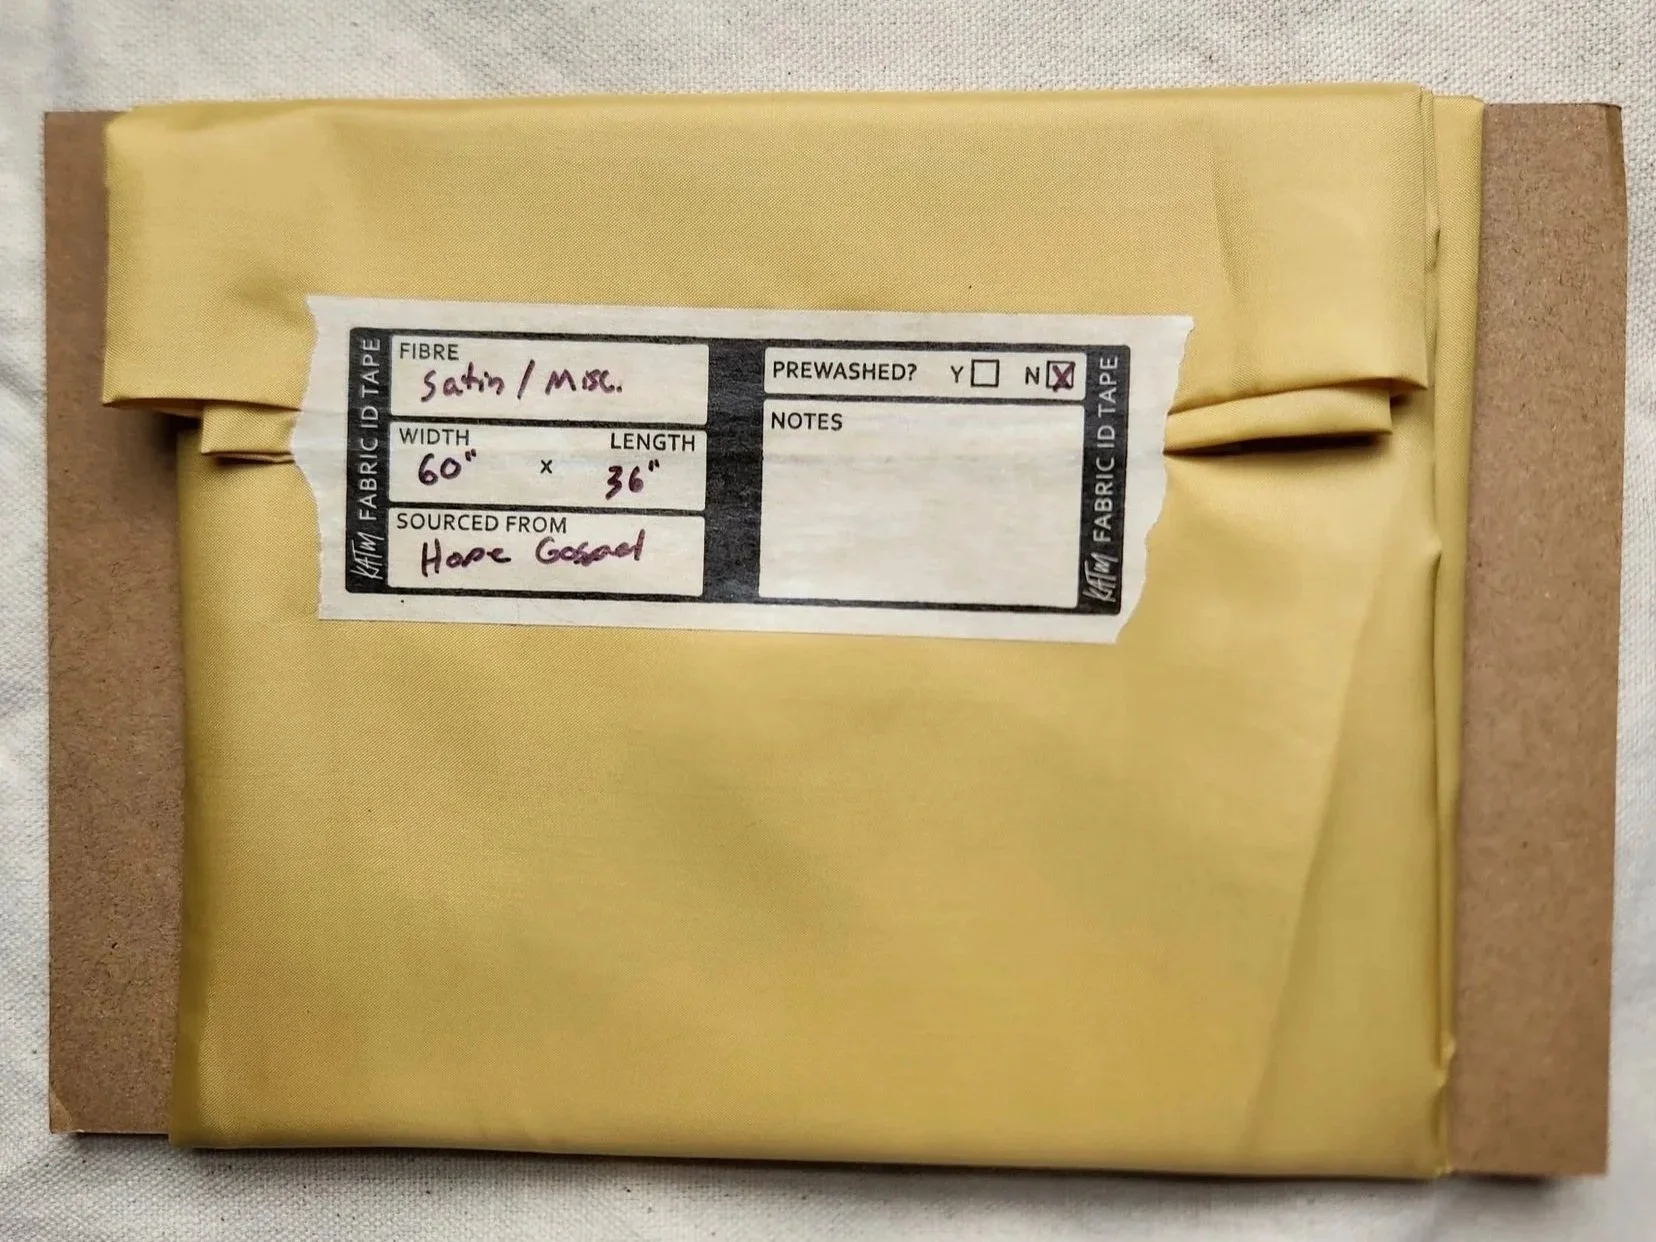 KATM FABRIC ID TAPE
FIBRE
Satin / Misc.
WIDTH LENGTH
60" x 36"
SOURCED FROM
Hope Gospel
PREWASHED? Y N X
NOTES
KATM FABRIC ID TAPE